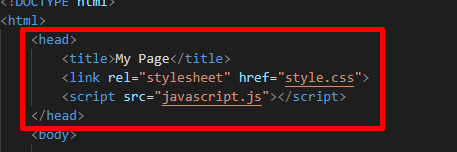 <!DOCTYPE html>
<html>
<head>
<title>My Page</title>
<link rel="stylesheet" href="style.css">
<script src="javascript.js"></script>
</head>
<body>